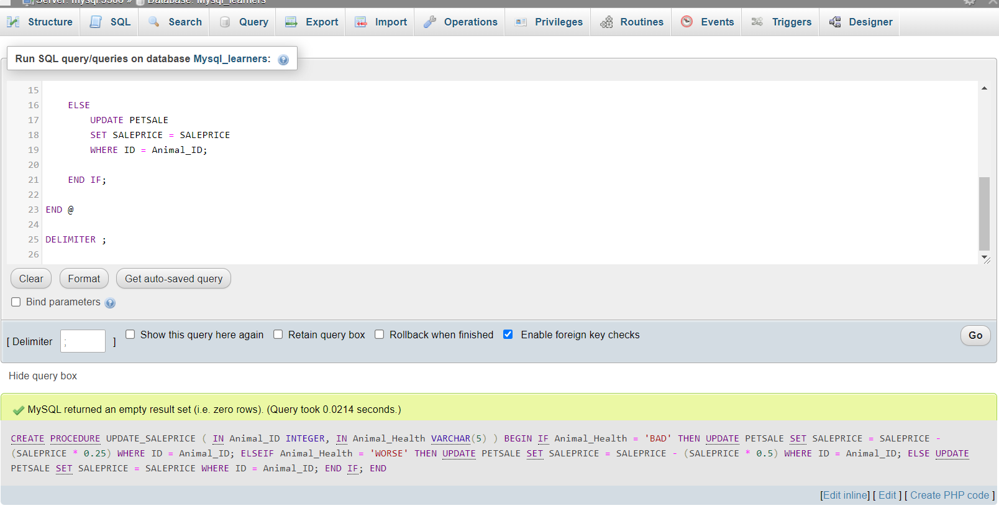 Server: mysql:3306 » Database: Mysql_learners
Structure SQL Search Query Export Import Operations Privileges Routines Events Triggers Designer
Run SQL query/queries on database Mysql_learners:
15
16 ELSE
17 UPDATE PETSALE
18 SET SALEPRICE = SALEPRICE
19 WHERE ID = Animal_ID;
20
21 END IF;
22
23 END @
24
25 DELIMITER ;
26
Clear Format Get auto-saved query
Bind parameters
[ Delimiter ; ] Show this query here again Retain query box Rollback when finished Enable foreign key checks Go
Hide query box
MySQL returned an empty result set (i.e. zero rows). (Query took 0.0214 seconds.)
CREATE PROCEDURE UPDATE_SALEPRICE ( IN Animal_ID INTEGER, IN Animal_Health VARCHAR(5) ) BEGIN IF Animal_Health = 'BAD' THEN UPDATE PETSALE SET SALEPRICE = SALEPRICE -
(SALEPRICE * 0.25) WHERE ID = Animal_ID; ELSEIF Animal_Health = 'WORSE' THEN UPDATE PETSALE SET SALEPRICE = SALEPRICE - (SALEPRICE * 0.5) WHERE ID = Animal_ID; ELSE UPDATE
PETSALE SET SALEPRICE = SALEPRICE WHERE ID = Animal_ID; END IF; END
[Edit inline] [ Edit ] [ Create PHP code ]